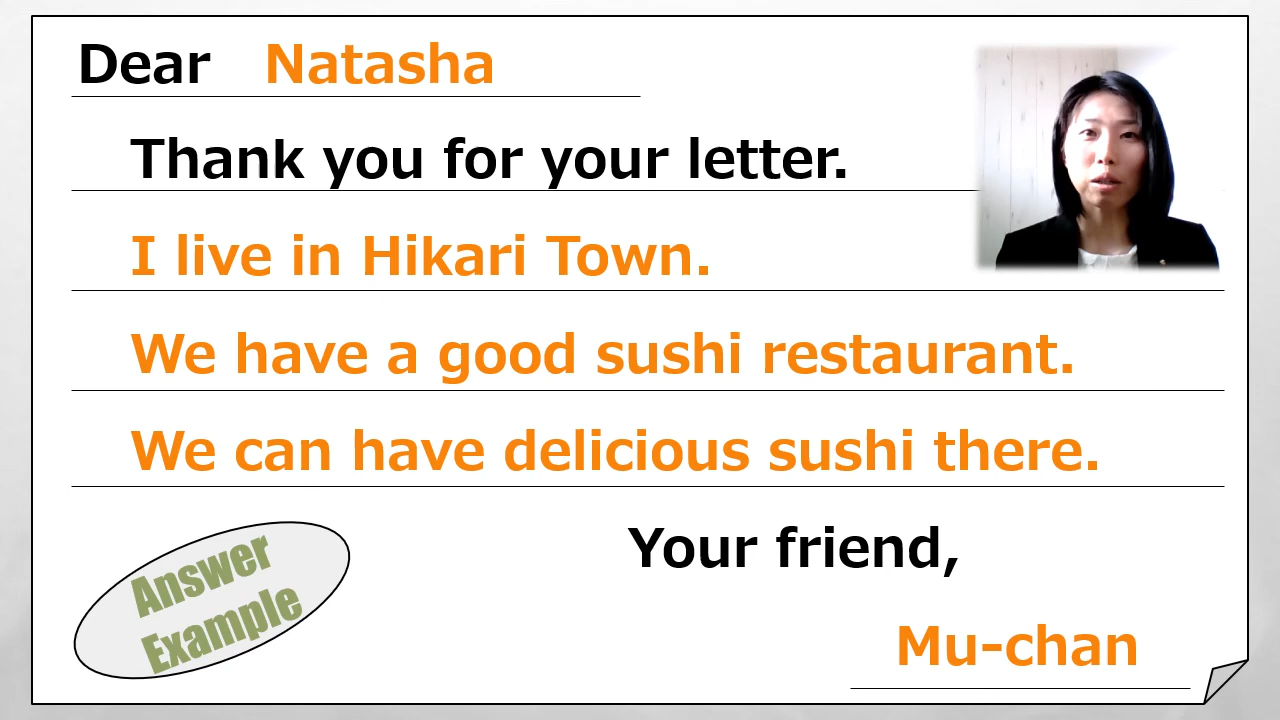 Dear Natasha
Thank you for your letter.
I live in Hikari Town.
We have a good sushi restaurant.
We can have delicious sushi there.
Your friend,
Mu-chan
Answer
Example